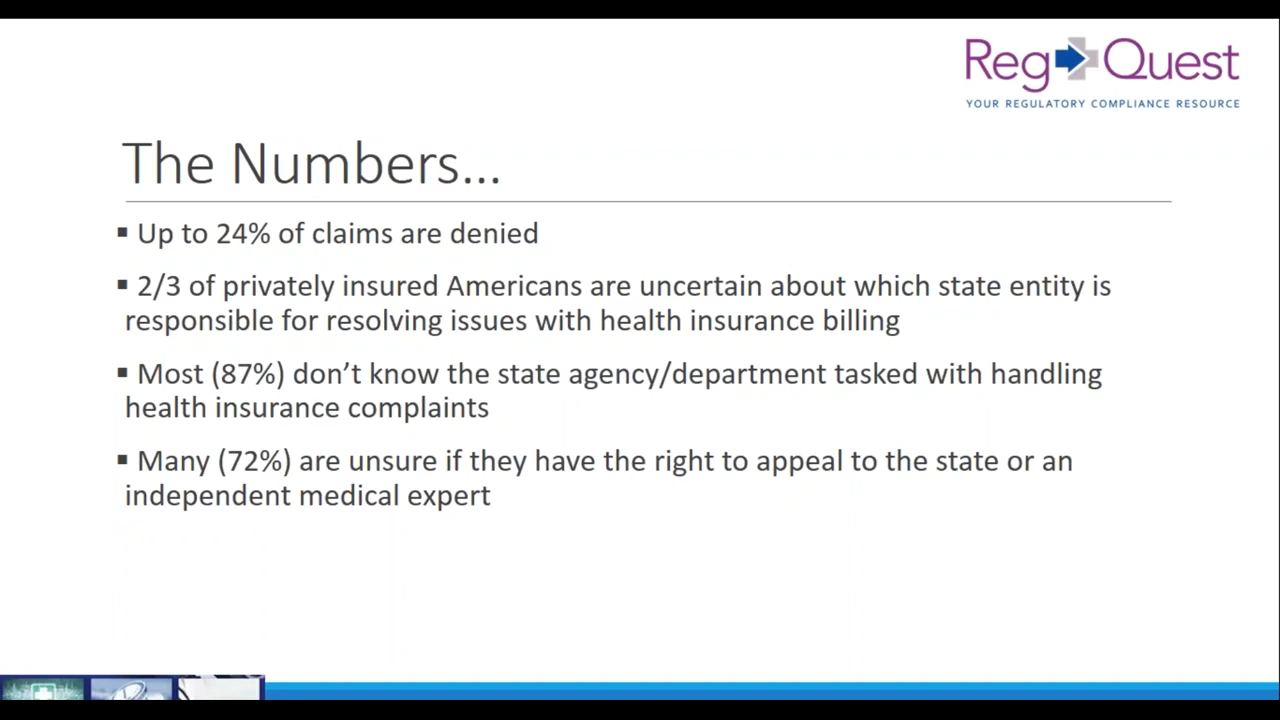 Reg Quest
YOUR REGULATORY COMPLIANCE RESOURCE
The Numbers…
▪ Up to 24% of claims are denied
▪ 2/3 of privately insured Americans are uncertain about which state entity is
responsible for resolving issues with health insurance billing
▪ Most (87%) don’t know the state agency/department tasked with handling
health insurance complaints
▪ Many (72%) are unsure if they have the right to appeal to the state or an
independent medical expert